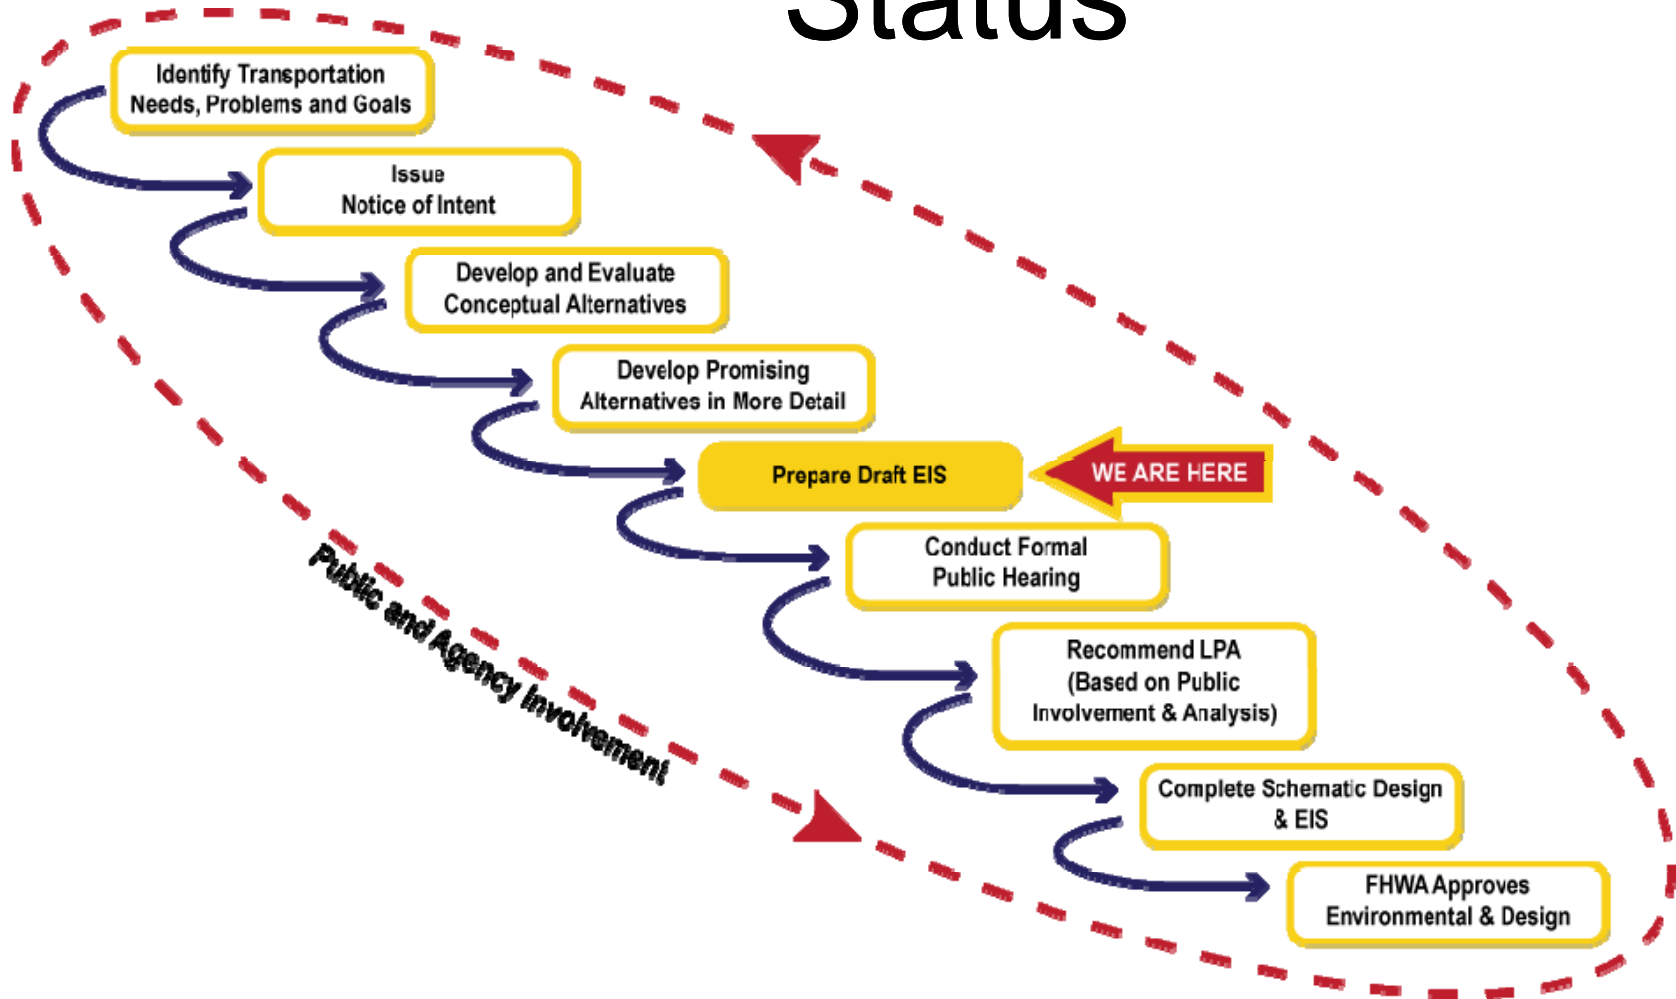 Status
Identify Transportation
Needs, Problems and Goals
Issue
Notice of Intent
Develop and Evaluate
Conceptual Alternatives
Develop Promising
Alternatives in More Detail
Prepare Draft EIS
WE ARE HERE
Conduct Formal
Public Hearing
Public and Agency Involvement
Recommend LPA
(Based on Public
Involvement & Analysis)
Complete Schematic Design
& EIS
FHWA Approves
Environmental & Design